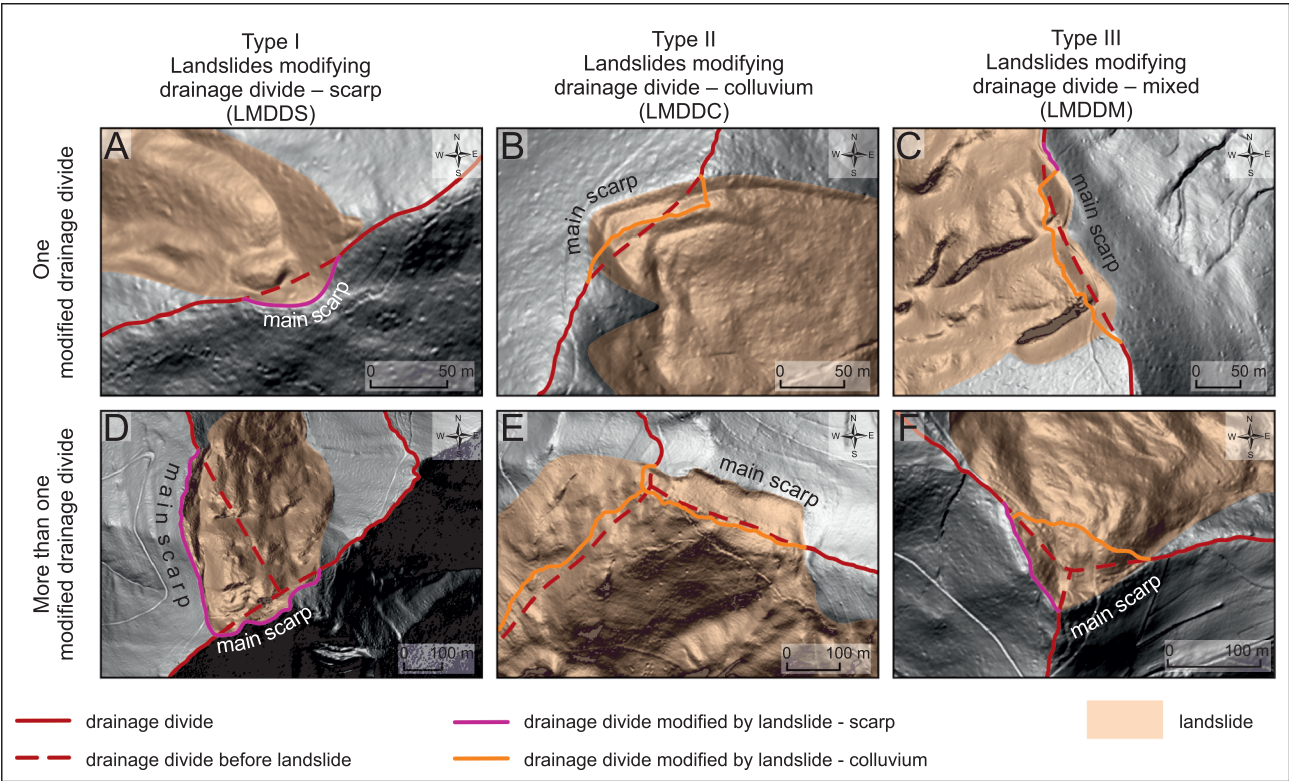 Type I
Landslides modifying
drainage divide – scarp
(LMDDS)
Type II
Landslides modifying
drainage divide – colluvium
(LMDDC)
Type III
Landslides modifying
drainage divide – mixed
(LMDDM)
One
modified drainage divide
A
N
W E
S
main scarp
0 50 m
B
N
W E
S
main scarp
0 50 m
C
N
W E
S
main scarp
0 50 m
More than one
modified drainage divide
D
N
W E
S
main scarp
main scarp
0 100 m
E
N
W E
S
main scarp
0 100 m
F
N
W E
S
main scarp
0 100 m
drainage divide
drainage divide modified by landslide - scarp
landslide
drainage divide before landslide
drainage divide modified by landslide - colluvium